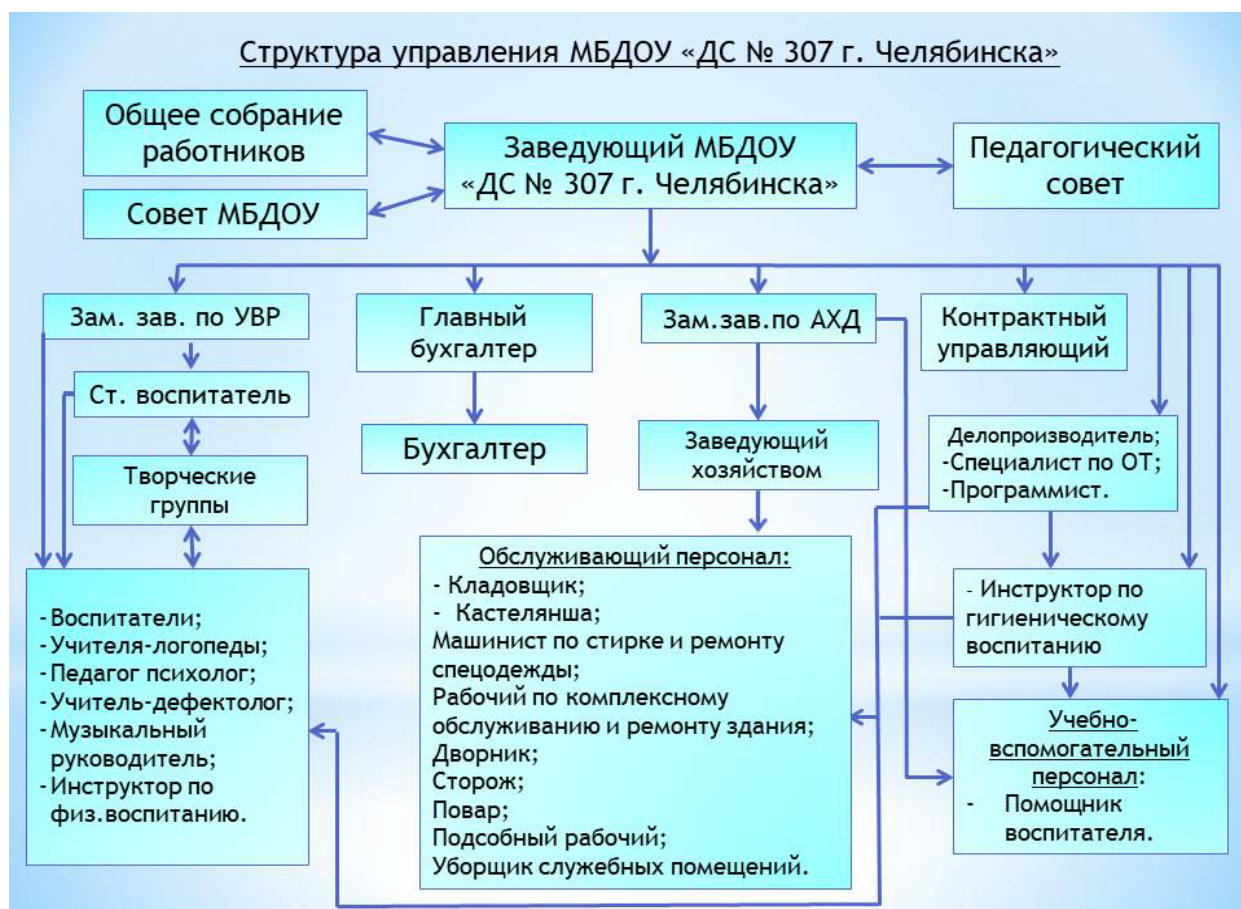 Структура управления МБДОУ «ДС № 307 г. Челябинска»
Общее собрание
работников
Совет МБДОУ
Заведующий МБДОУ
«ДС № 307 г. Челябинска»
Педагогический
совет
Зам. зав. по УВР
Главный
бухгалтер
Зам.зав.по АХД
Контрактный
управляющий
Ст. воспитатель
Бухгалтер
Заведующий
хозяйством
Делопроизводитель;
-Специалист по ОТ;
-Программист.
Творческие
группы
-Воспитатели;
-Учителя-логопеды;
-Педагог психолог;
-Учитель-дефектолог;
-Музыкальный
руководитель;
-Инструктор по
физ.воспитанию.
Обслуживающий персонал:
- Кладовщик;
- Кастелянша;
Машинист по стирке и ремонту
спецодежды;
Рабочий по комплексному
обслуживанию и ремонту здания;
Дворник;
Сторож;
Повар;
Подсобный рабочий;
Уборщик служебных помещений.
- Инструктор по
гигиеническому
воспитанию
Учебно-
вспомогательный
персонал:
- Помощник
воспитателя.